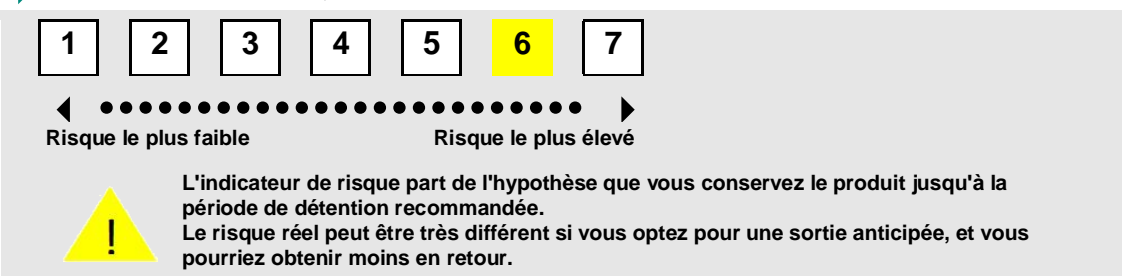 1 2 3 4 5 6 7
Risque le plus faible Risque le plus élevé
L'indicateur de risque part de l'hypothèse que vous conservez le produit jusqu'à la
période de détention recommandée.
!
Le risque réel peut être très différent si vous optez pour une sortie anticipée, et vous
pourriez obtenir moins en retour.